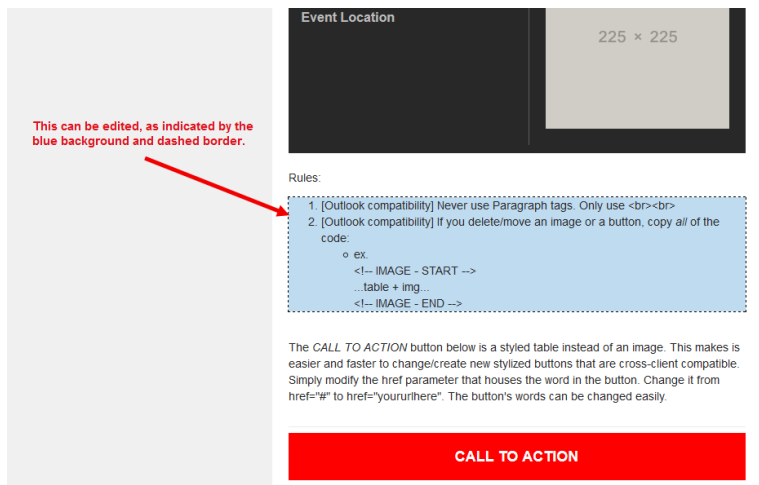 Event Location
225 × 225
This can be edited, as indicated by the
blue background and dashed border.
Rules:
1. [Outlook compatibility] Never use Paragraph tags. Only use <br><br>
2. [Outlook compatibility] If you delete/move an image or a button, copy all of the
code:
o ex.
<!-- IMAGE - START -->
...table + img...
<!-- IMAGE - END -->
The CALL TO ACTION button below is a styled table instead of an image. This makes is
easier and faster to change/create new stylized buttons that are cross-client compatible.
Simply modify the href parameter that houses the word in the button. Change it from
href="#" to href="yoururlhere". The button's words can be changed easily.
CALL TO ACTION